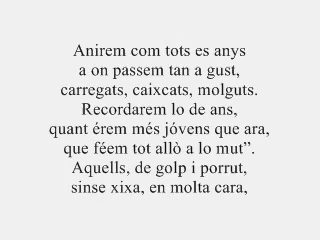 Anirem com tots es anys
a on passem tan a gust,
carregats, caixcats, molguts.
Recordarem lo de ans,
quant érem més jóvens que ara,
que féem tot allò a lo mut”.
Aquells, de golp i porrut,
sinse xixa, en molta cara,